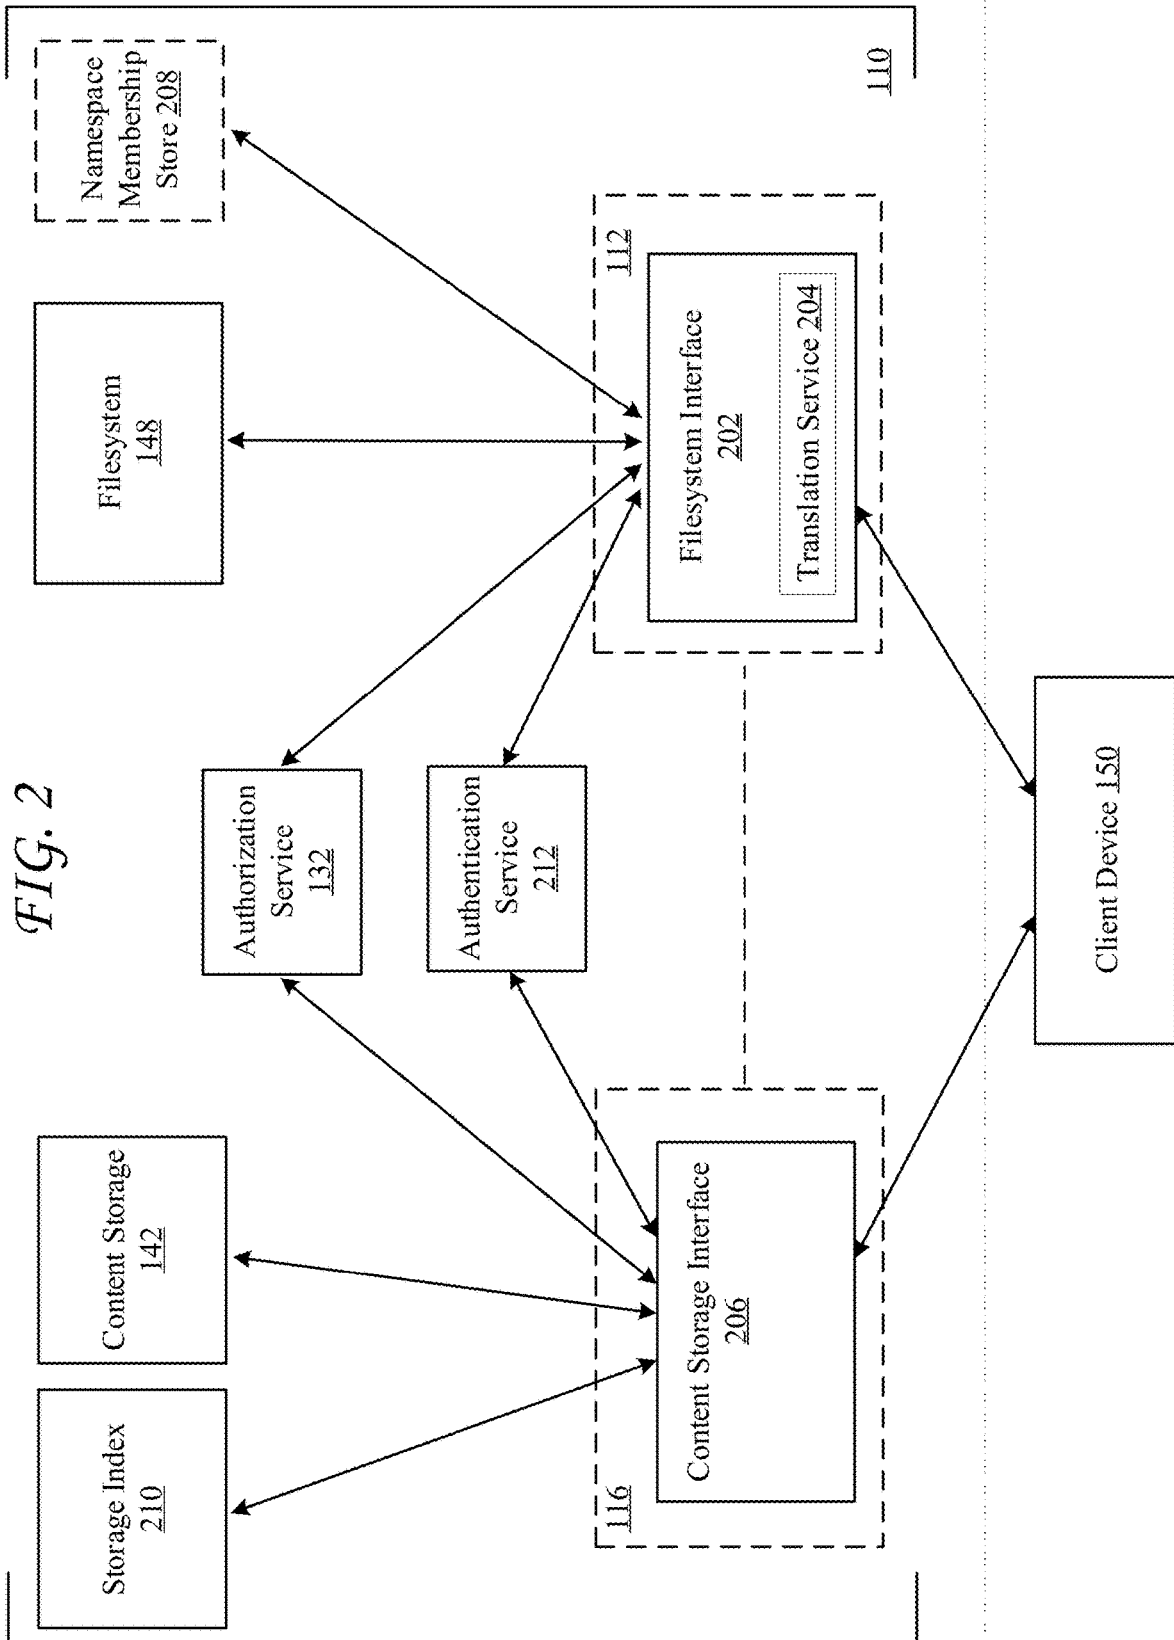 FIG. 2
Storage Index
210
Content Storage
142
Authorization
Service
132
Authentication
Service
212
Filesystem
148
Namespace
Membership
Store 208
116
Content Storage Interface
206
112
Filesystem Interface
202
Translation Service 204
110
Client Device 150